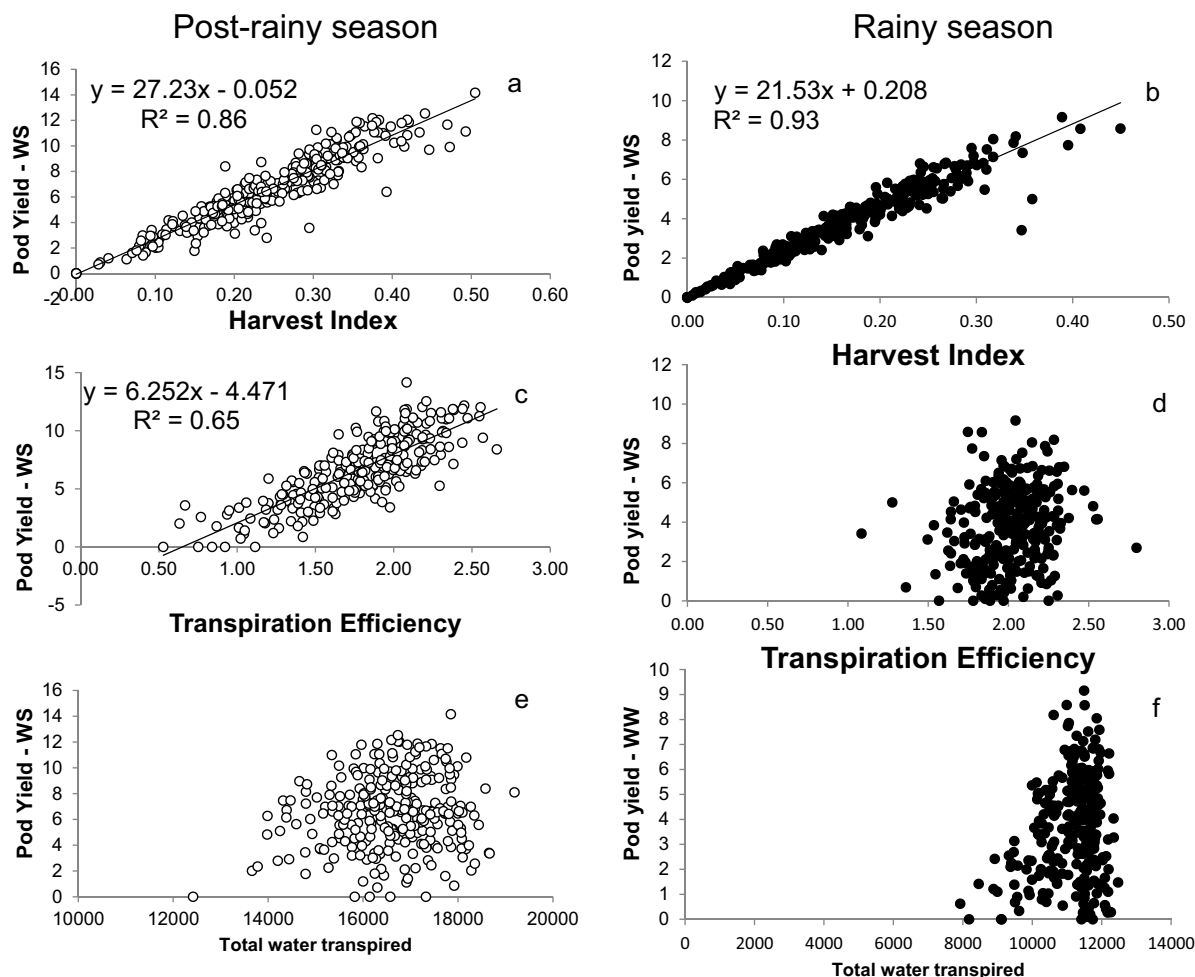 Post-rainy season
Rainy season
16
14
12
10
8
6
4
2
0
-2
y = 27.23x - 0.052
R² = 0.86
a
Pod Yield - WS
0.00 0.10 0.20 0.30 0.40 0.50 0.60
Harvest Index
12
10
8
6
4
2
0
y = 21.53x + 0.208
R² = 0.93
b
Pod yield - WS
0.00 0.10 0.20 0.30 0.40 0.50
Harvest Index
15
10
5
0
-5
y = 6.252x - 4.471
R² = 0.65
c
Pod Yield - WS
0.00 0.50 1.00 1.50 2.00 2.50 3.00
Transpiration Efficiency
12
10
8
6
4
2
0
d
Pod yield - WS
0.00 0.50 1.00 1.50 2.00 2.50 3.00
Transpiration Efficiency
16
14
12
10
8
6
4
2
0
e
Pod Yield - WS
10000 12000 14000 16000 18000 20000
Total water transpired
10
9
8
7
6
5
4
3
2
1
0
f
Pod yield - WW
0 2000 4000 6000 8000 10000 12000 14000
Total water transpired